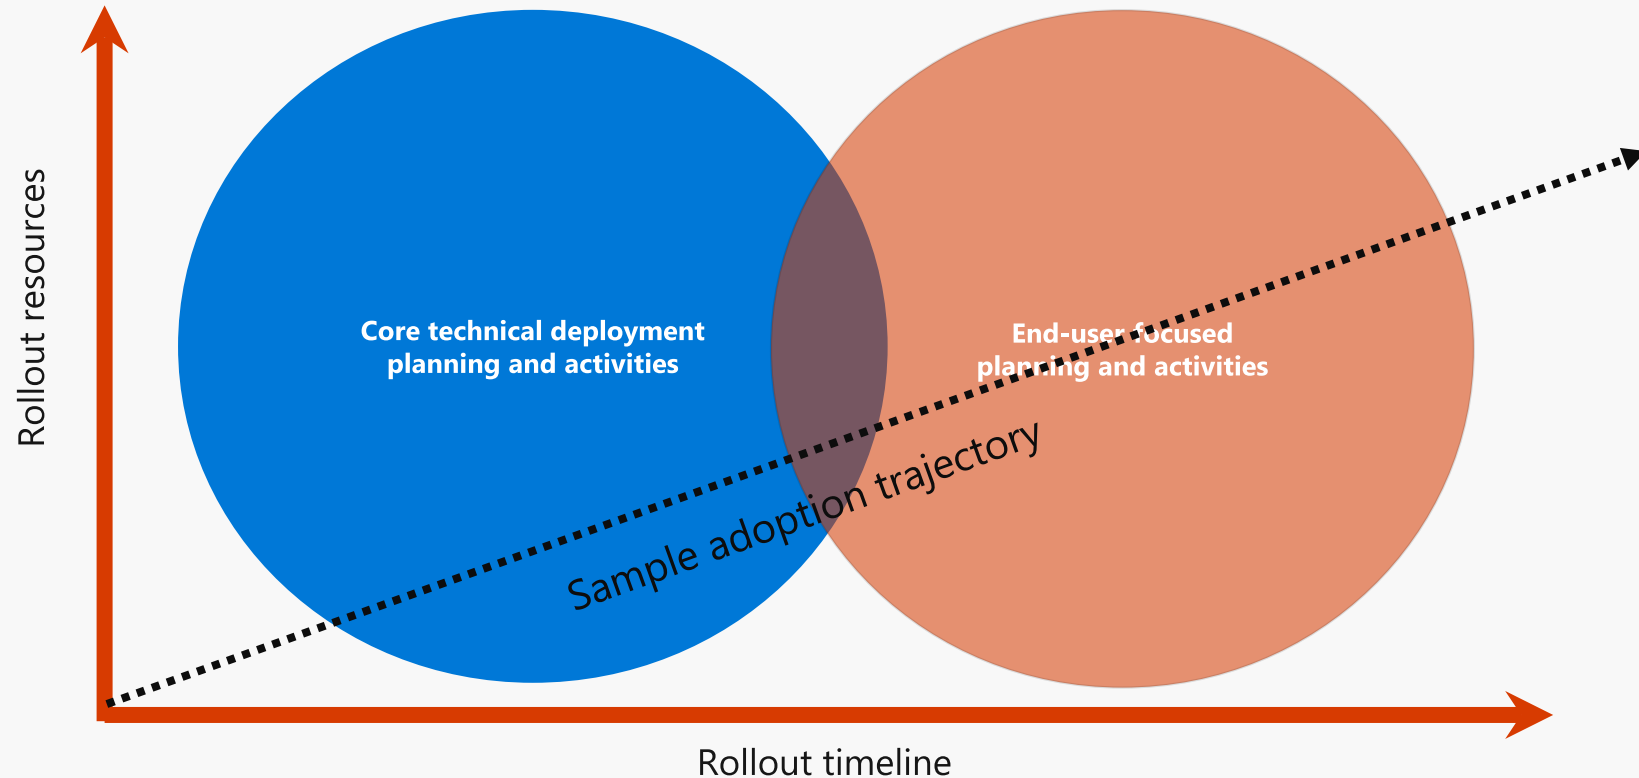 Rollout resources
Core technical deployment
planning and activities
End-user focused
planning and activities
Sample adoption trajectory
Rollout timeline